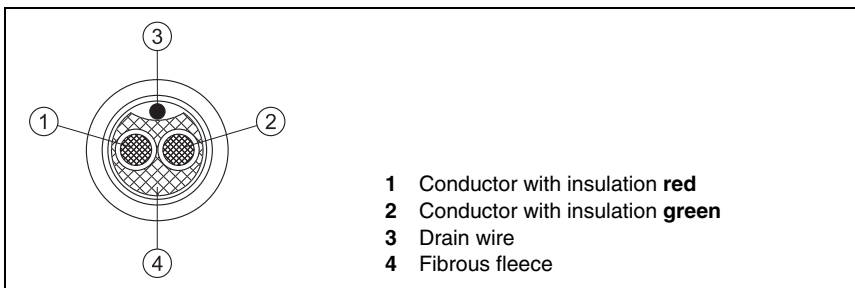 3
1
2
4
1 Conductor with insulation red
2 Conductor with insulation green
3 Drain wire
4 Fibrous fleece